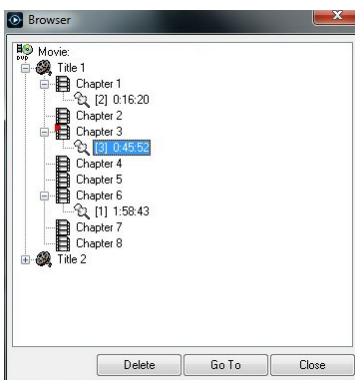 Browser
DVD
Movie:
Title 1
Chapter 1
[2] 0:16:20
Chapter 2
Chapter 3
[3] 0:45:52
Chapter 4
Chapter 5
Chapter 6
[1] 1:58:43
Chapter 7
Chapter 8
Title 2
Delete Go To Close